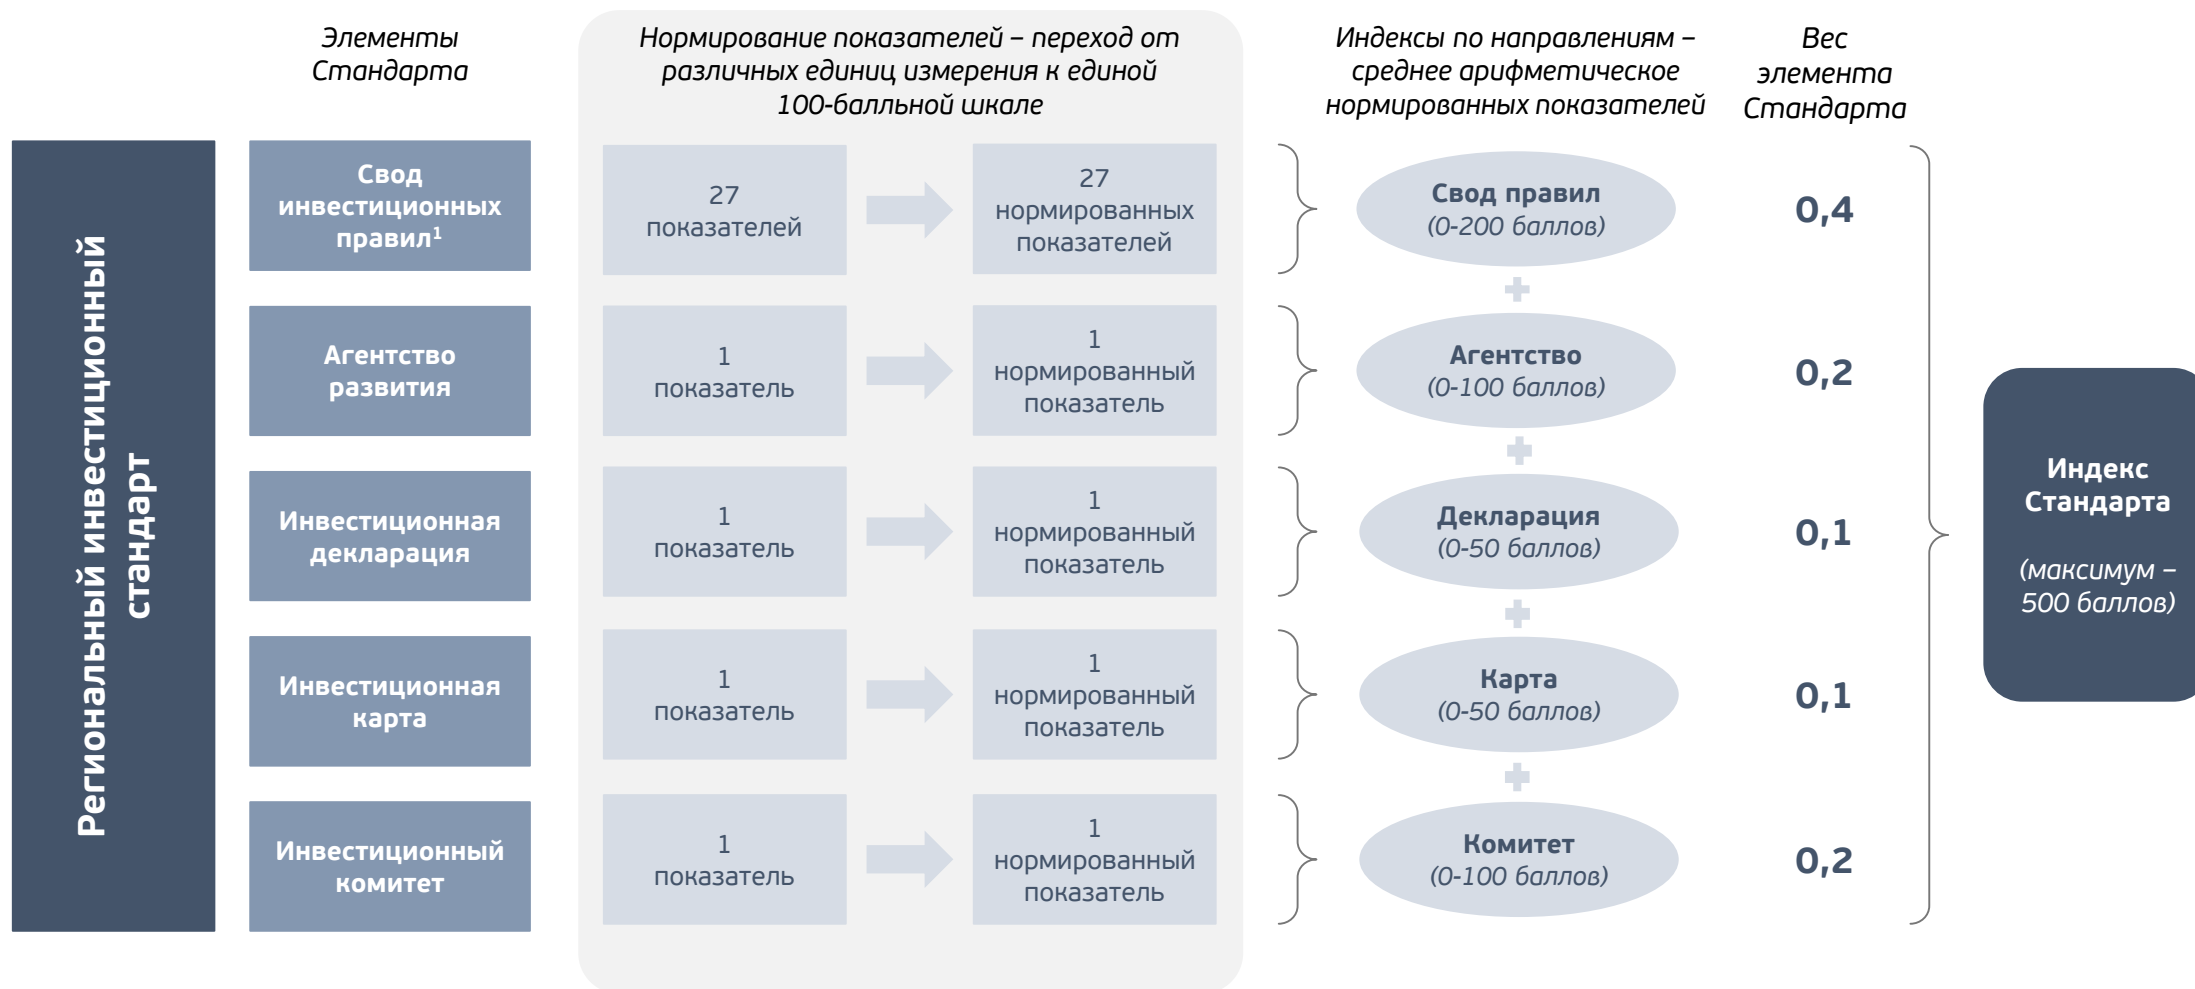 Элементы
Стандарта
Нормирование показателей – переход от
различных единиц измерения к единой
100-балльной шкале
Индексы по направлениям –
среднее арифметическое
нормированных показателей
Вес
элемента
Стандарта
Региональный инвестиционный
стандарт
Свод
инвестиционных
правил¹
27
показателей
27
нормированных
показателей
Свод правил
(0-200 баллов)
0,4
Агентство
развития
1
показатель
1
нормированный
показатель
Агентство
(0-100 баллов)
0,2
Инвестиционная
декларация
1
показатель
1
нормированный
показатель
Декларация
(0-50 баллов)
0,1
Инвестиционная
карта
1
показатель
1
нормированный
показатель
Карта
(0-50 баллов)
0,1
Инвестиционный
комитет
1
показатель
1
нормированный
показатель
Комитет
(0-100 баллов)
0,2
Индекс
Стандарта
(максимум –
500 баллов)